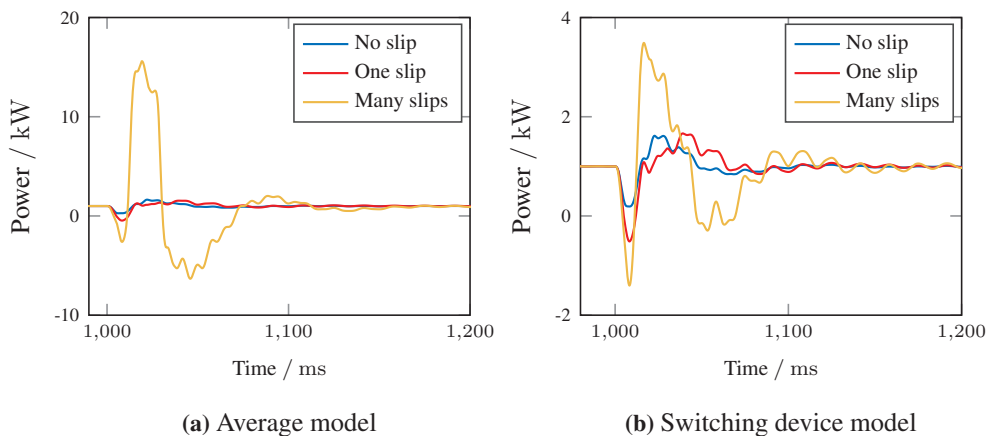 20
10
0
-10
Power / kW
1,000
1,100
1,200
Time / ms
No slip
One slip
Many slips
(a) Average model
4
2
0
-2
Power / kW
1,000
1,100
1,200
Time / ms
No slip
One slip
Many slips
(b) Switching device model